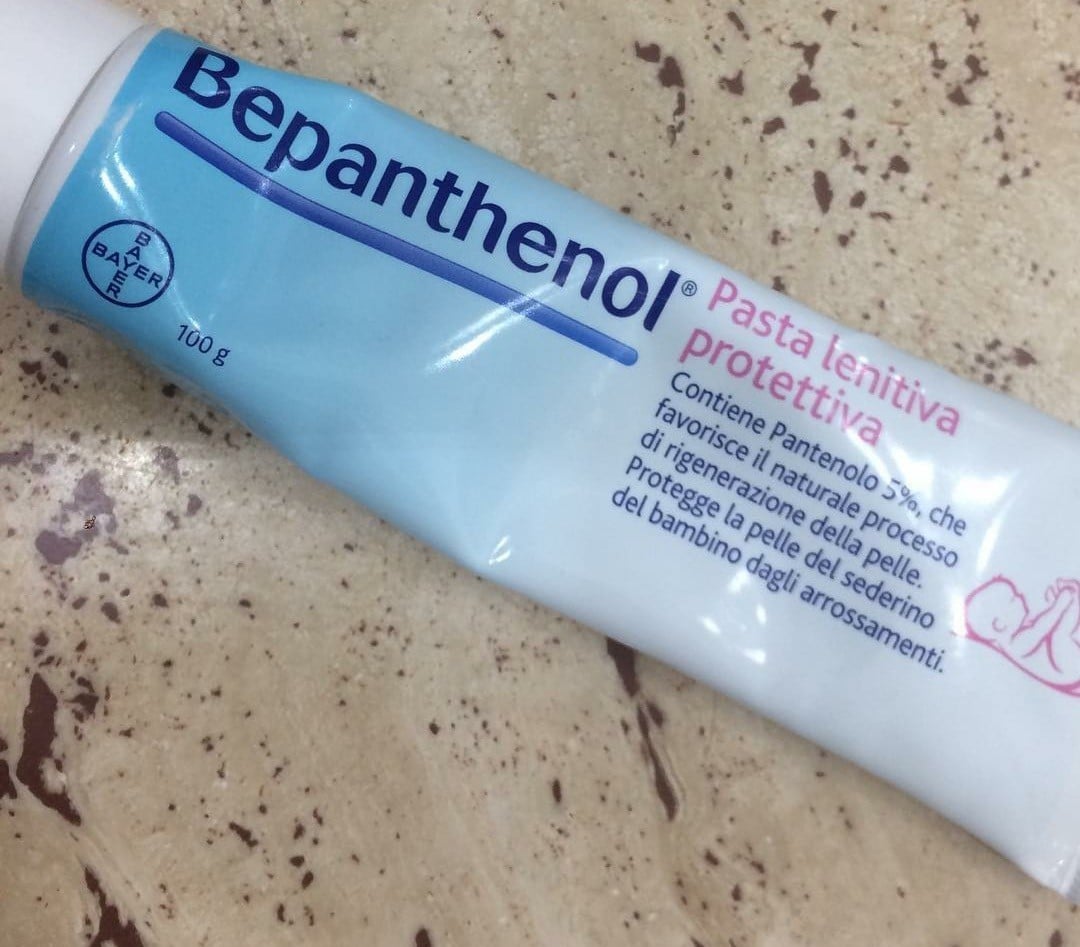 Bepanthenol®
BAYER
BAYER
100 g
Pasta lenitiva
protettiva
Contiene Pantenolo 5%, che
favorisce il naturale processo
di rigenerazione della pelle.
Protegge la pelle del sederino
del bambino dagli arrossamenti.